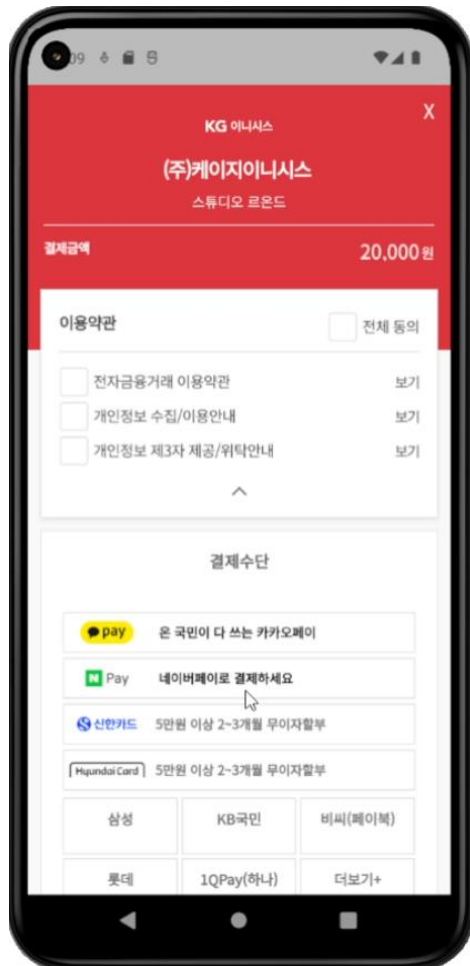 09
X
KG 이니시스
(주)케이지이니시스
스튜디오 르온드
결제금액 20,000 원
이용약관 전체 동의
전자금융거래 이용약관 보기
개인정보 수집/이용안내 보기
개인정보 제3자 제공/위탁안내 보기
결제수단
pay 온 국민이 다 쓰는 카카오페이
N Pay 네이버페이로 결제하세요
신한카드 5만원 이상 2~3개월 무이자할부
Hyundai Card 5만원 이상 2~3개월 무이자할부
삼성 KB국민 비씨(페이북)
롯데 1QPay(하나) 더보기+